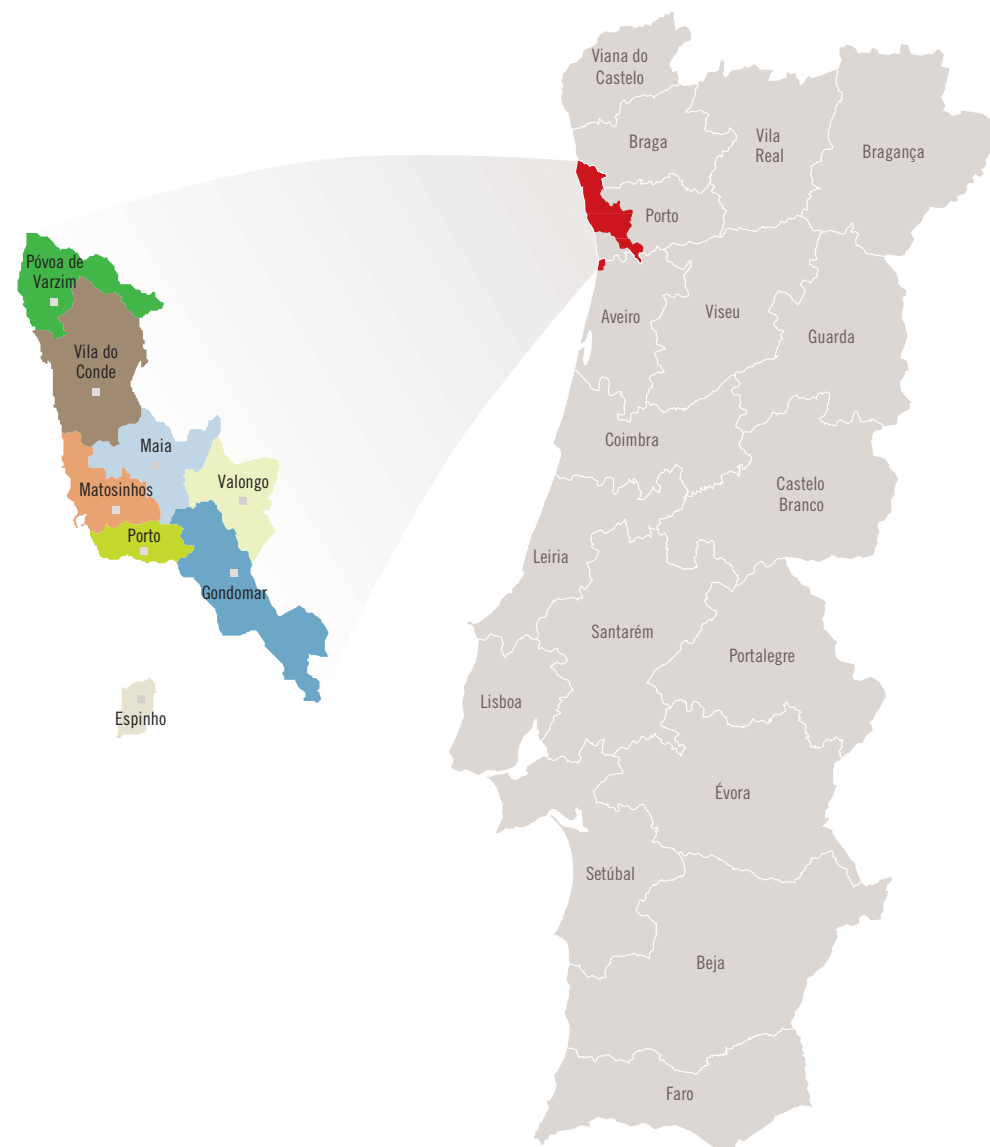 Viana do
Castelo
Braga
Vila
Real
Bragança
Porto
Póvoa de
Varzim
Aveiro
Viseu
Guarda
Vila do
Conde
Maia
Coimbra
Matosinhos
Valongo
Castelo
Branco
Porto
Leiria
Gondomar
Santarém
Portalegre
Lisboa
Espinho
Évora
Setúbal
Beja
Faro